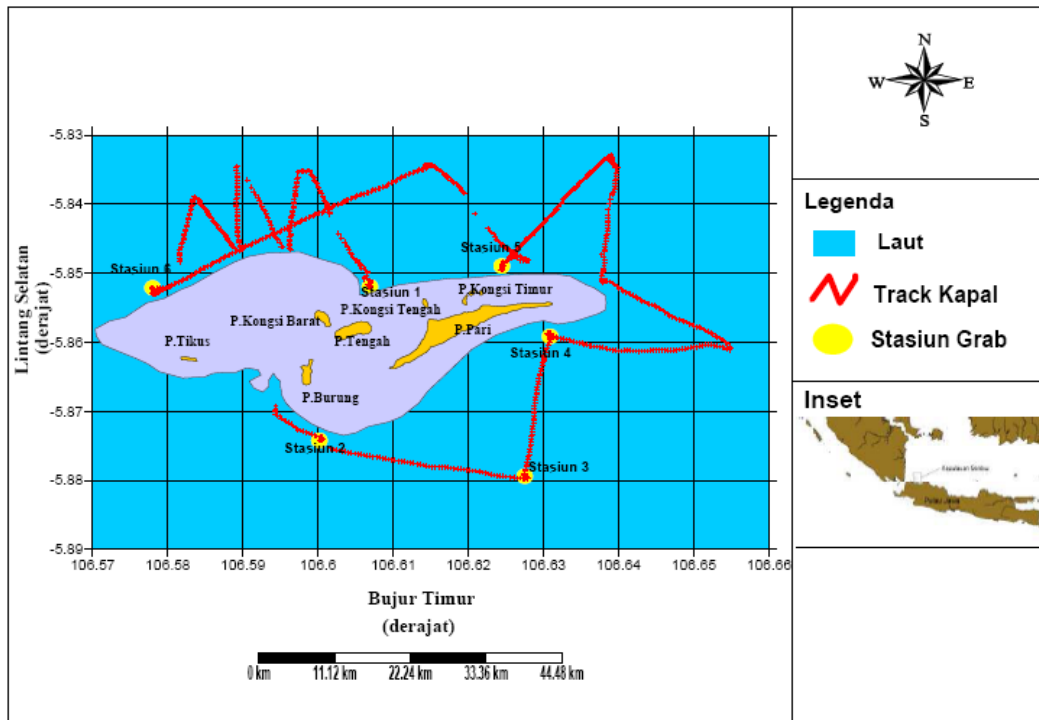 -5.83
-5.84
-5.85
-5.86
-5.87
-5.88
-5.89
Lintang Selatan
(derajat)
Stasiun 6
Stasiun 5
Stasiun 1
P.Kongsi Timur
P.Kongsi Tengah
P.Kongsi Barat
P.Pari
P.Tengah
P.Tikus
Stasiun 4
P.Burung
Stasiun 2
Stasiun 3
106.57 106.58 106.59 106.6 106.61 106.62 106.63 106.64 106.65 106.66
Bujur Timur
(derajat)
0 km 11.12 km 22.24 km 33.36 km 44.48 km
N
W E
S
Legenda
Laut
Track Kapal
Stasiun Grab
Inset